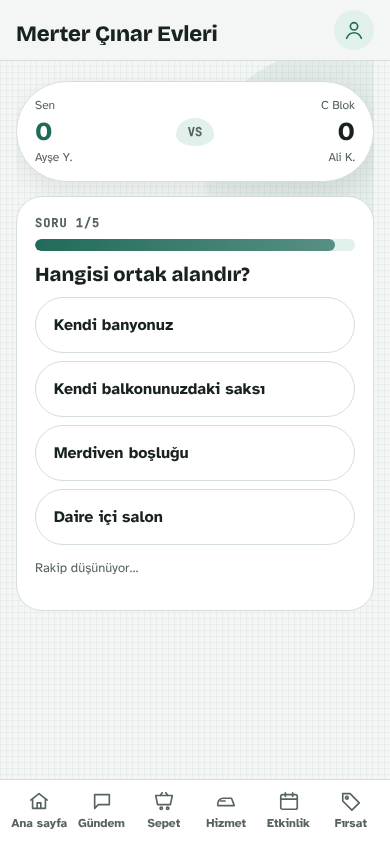 Merter Çınar Evleri
Sen
C Blok
0
VS
0
Ayşe Y.
Ali K.
SORU 1/5
Hangisi ortak alandır?
Kendi banyonuz
Kendi balkonunuzdaki saksı
Merdiven boşluğu
Daire içi salon
Rakip düşünüyor…
Ana sayfa
Gündem
Sepet
Hizmet
Etkinlik
Fırsat